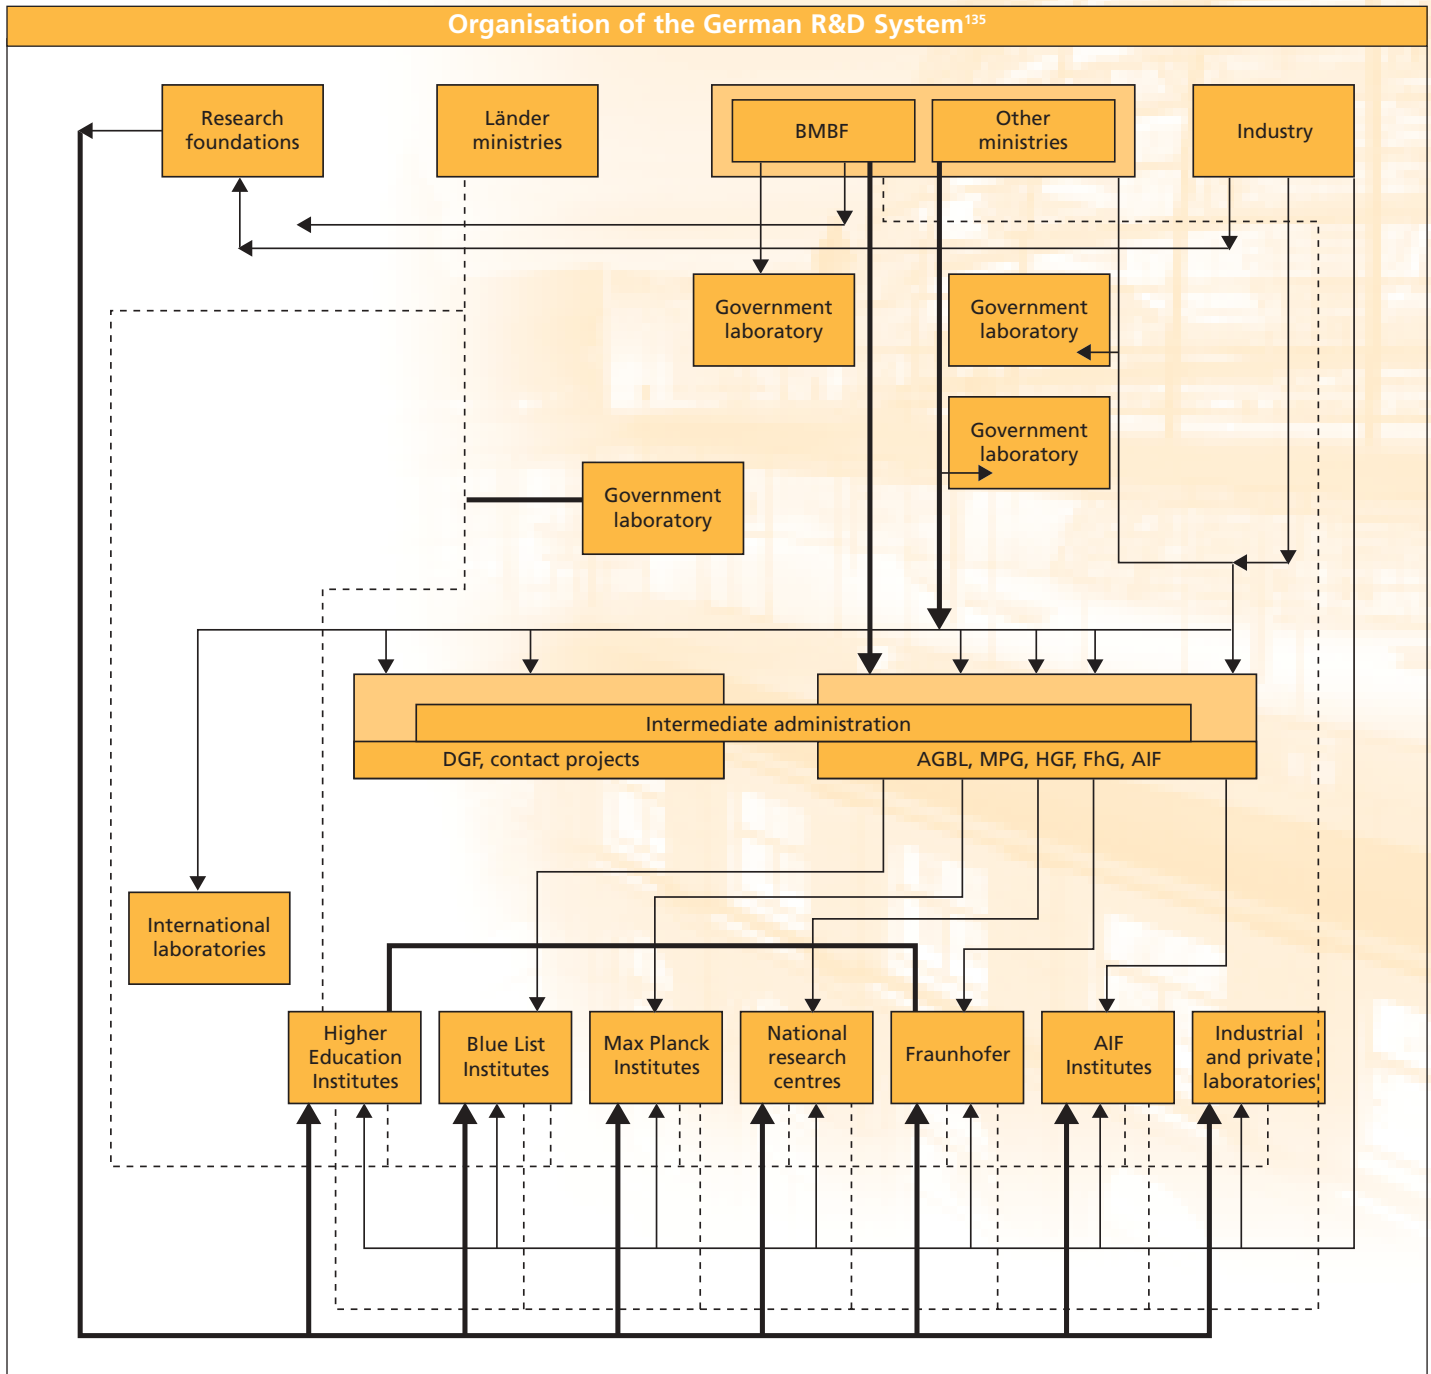 Organisation of the German R&D System135
Research
foundations
Länder
ministries
BMBF
Other
ministries
Industry
Government
laboratory
Government
laboratory
Government
laboratory
Government
laboratory
Intermediate administration
DGF, contact projects
AGBL, MPG, HGF, FhG, AIF
International
laboratories
Higher
Education
Institutes
Blue List
Institutes
Max Planck
Institutes
National
research
centres
Fraunhofer
AIF
Institutes
Industrial
and private
laboratories